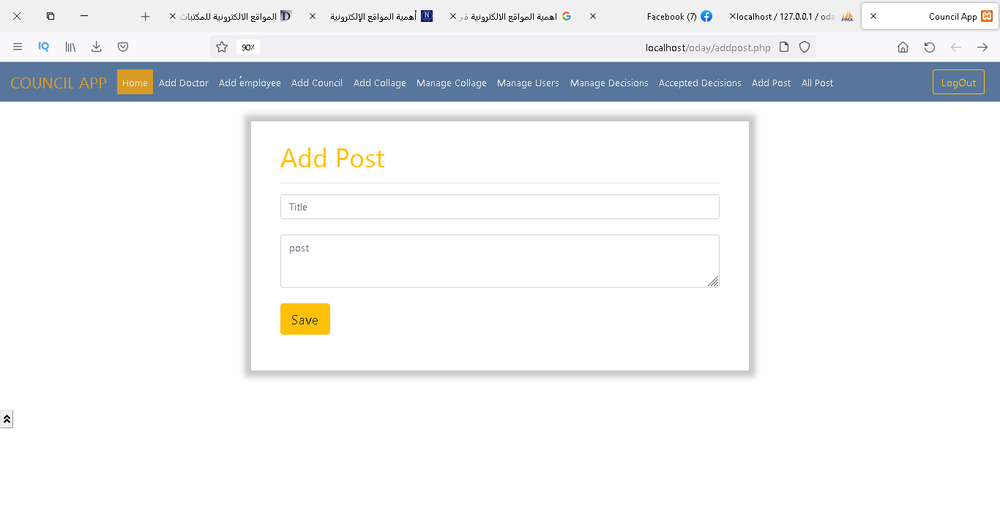 المواقع الالكترونية للمكتبات
أهمية المواقع الإلكترونية
اهمية المواقع الالكترونية في
Facebook (7)
localhost / 127.0.0.1 / oda
Council App
90٪
localhost/oday/addpost.php
COUNCIL APP Home Add Doctor Add ُemployee Add Council Add Collage Manage Collage Manage Users Manage Decisions Accepted Decisions Add Post All Post LogOut
Add Post
Title
post
Save